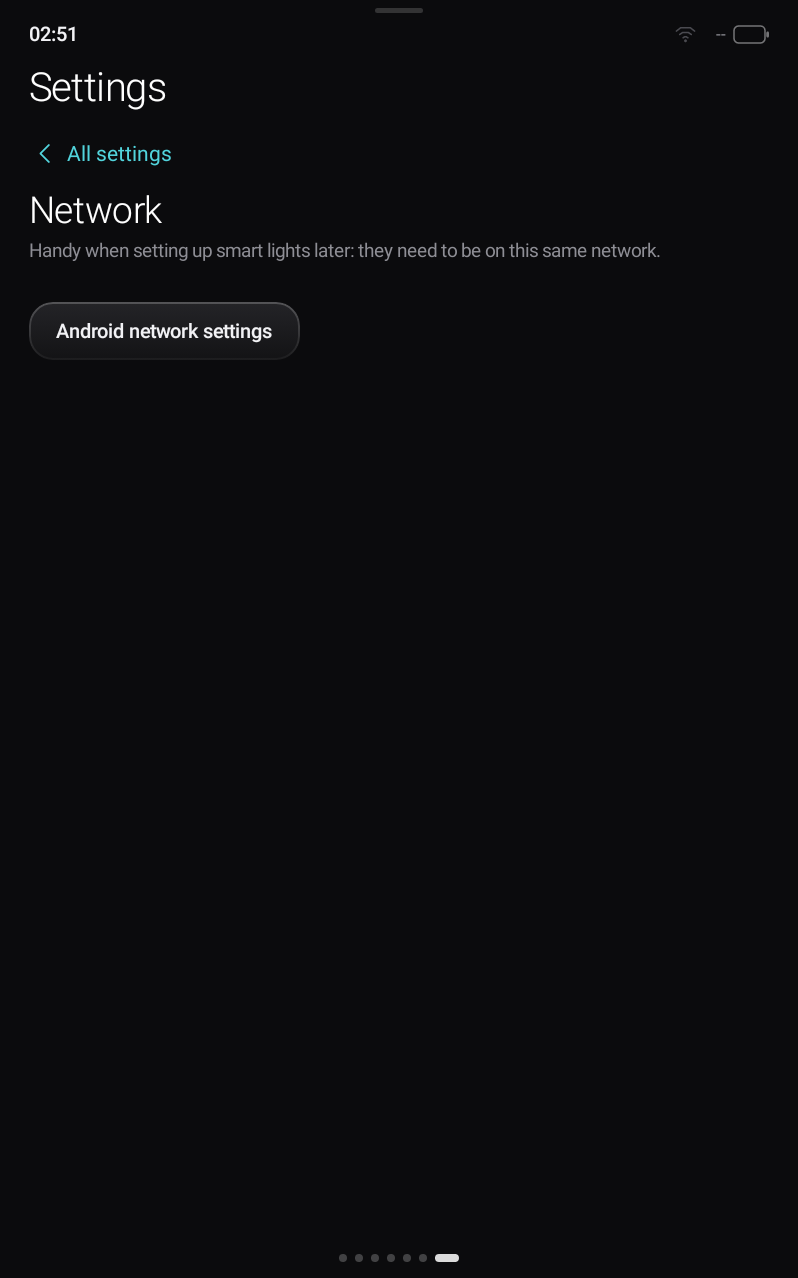 02:51
--
Settings
All settings
Network
Handy when setting up smart lights later: they need to be on this same network.
Android network settings